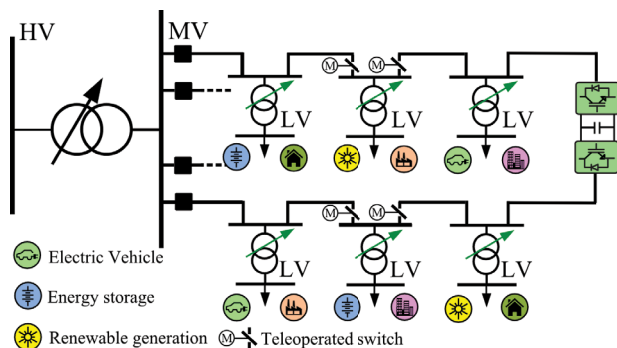 HV
MV
M
M
LV
LV
LV
M
M
LV
LV
LV
Electric Vehicle
Energy storage
Renewable generation
M
Teleoperated switch